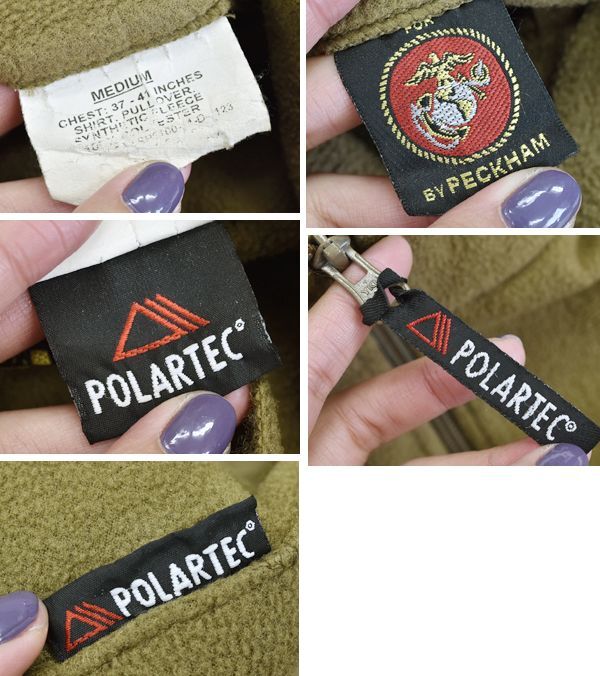 MEDIUM
CHEST: 37 - 41 INCHES
SHIRT, PULLOVER,
SYNTHETIC FLEECE
FOR
BY PECKHAM
POLARTEC
POLARTEC
POLARTEC